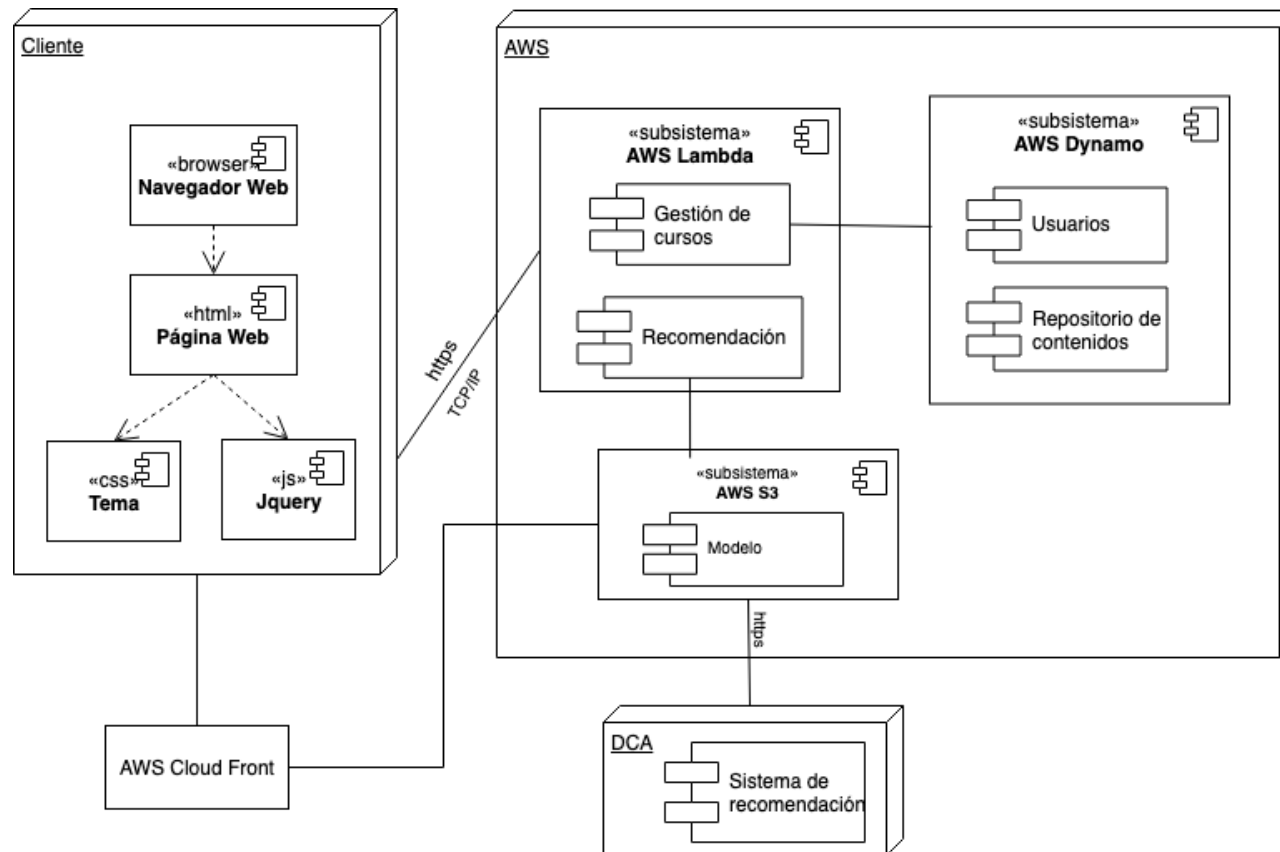 Cliente
«browser»
Navegador Web
«html»
Página Web
«css»
Tema
«js»
Jquery
https
TCP/IP
AWS
«subsistema»
AWS Lambda
Gestión de
cursos
Recomendación
«subsistema»
AWS Dynamo
Usuarios
Repositorio de
contenidos
«subsistema»
AWS S3
Modelo
https
AWS Cloud Front
DCA
Sistema de
recomendación